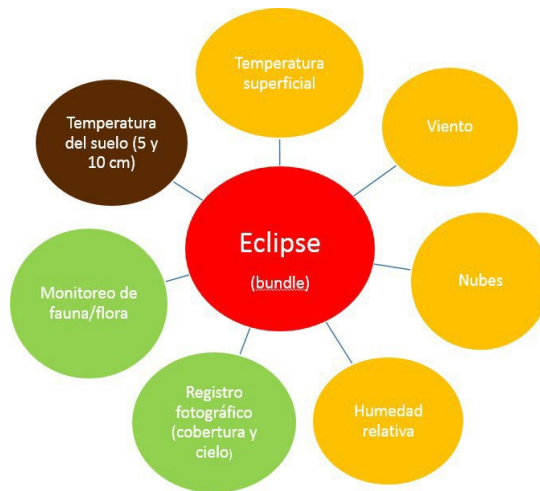 Temperatura
superficial
Viento
Nubes
Humedad
relativa
Registro
fotográfico
(cobertura y
cielo)
Monitoreo de
fauna/flora
Temperatura
del suelo (5 y
10 cm)
Eclipse
(bundle)